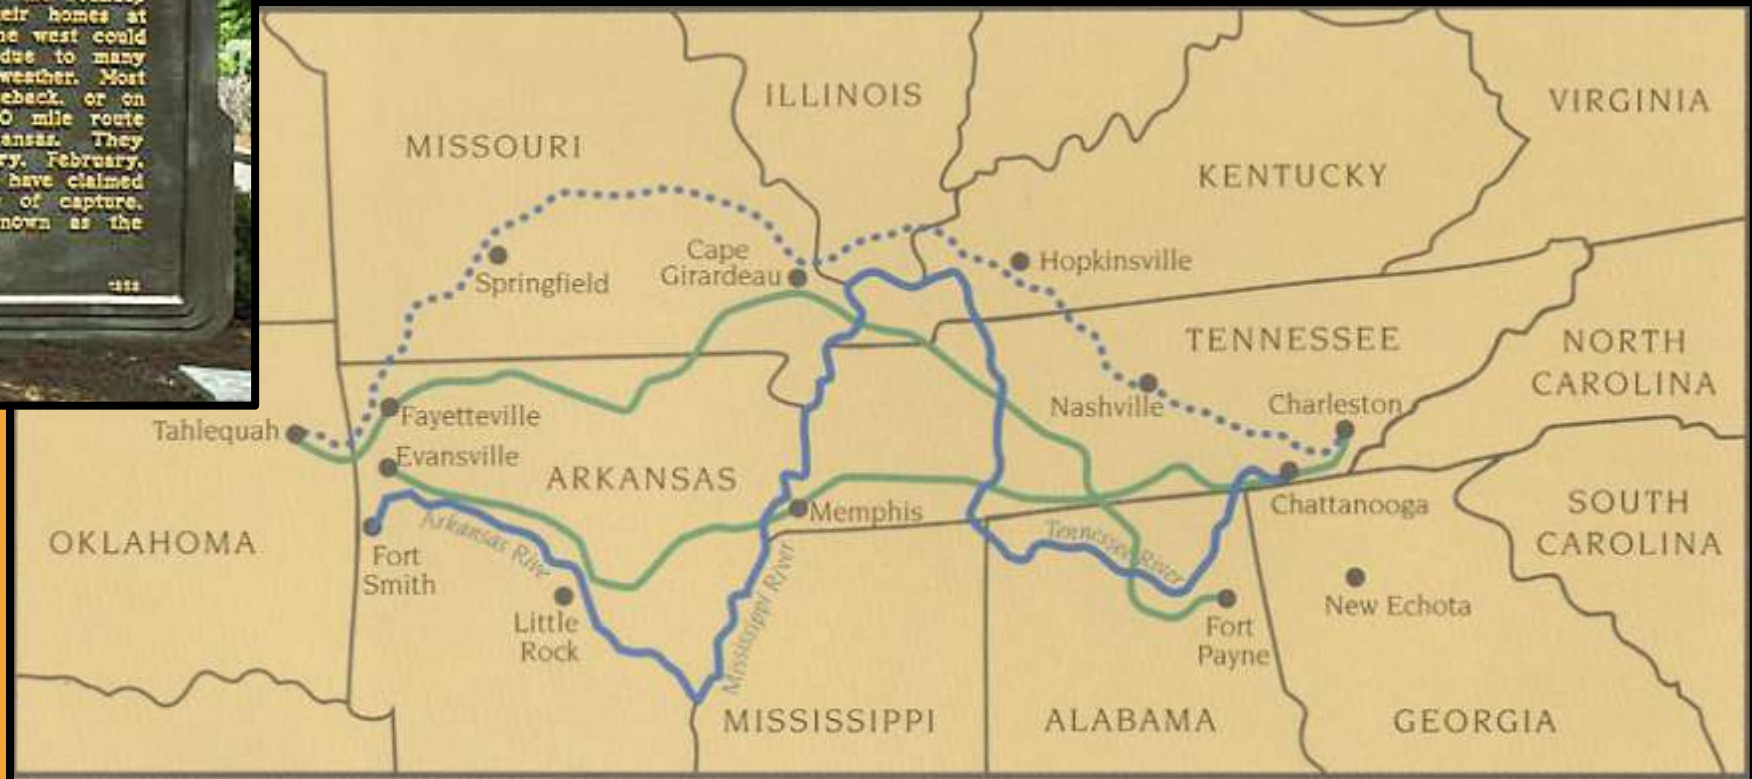 eir homes at
west could
due to many
weather. Most
eback, or on
mile route
ansas. They
ry, February,
have claimed
of capture.
nown as the
ILLINOIS
VIRGINIA
MISSOURI
KENTUCKY
Cape
Girardeau
Hopkinsville
Springfield
TENNESSEE
NORTH
CAROLINA
Nashville
Charleston
Tahlequah
Fayetteville
Evansville
ARKANSAS
Memphis
Chattanooga
SOUTH
CAROLINA
OKLAHOMA
Arkansas Rive
Tennessee River
Fort
Smith
Mississippi River
New Echota
Little
Rock
Fort
Payne
MISSISSIPPI
ALABAMA
GEORGIA